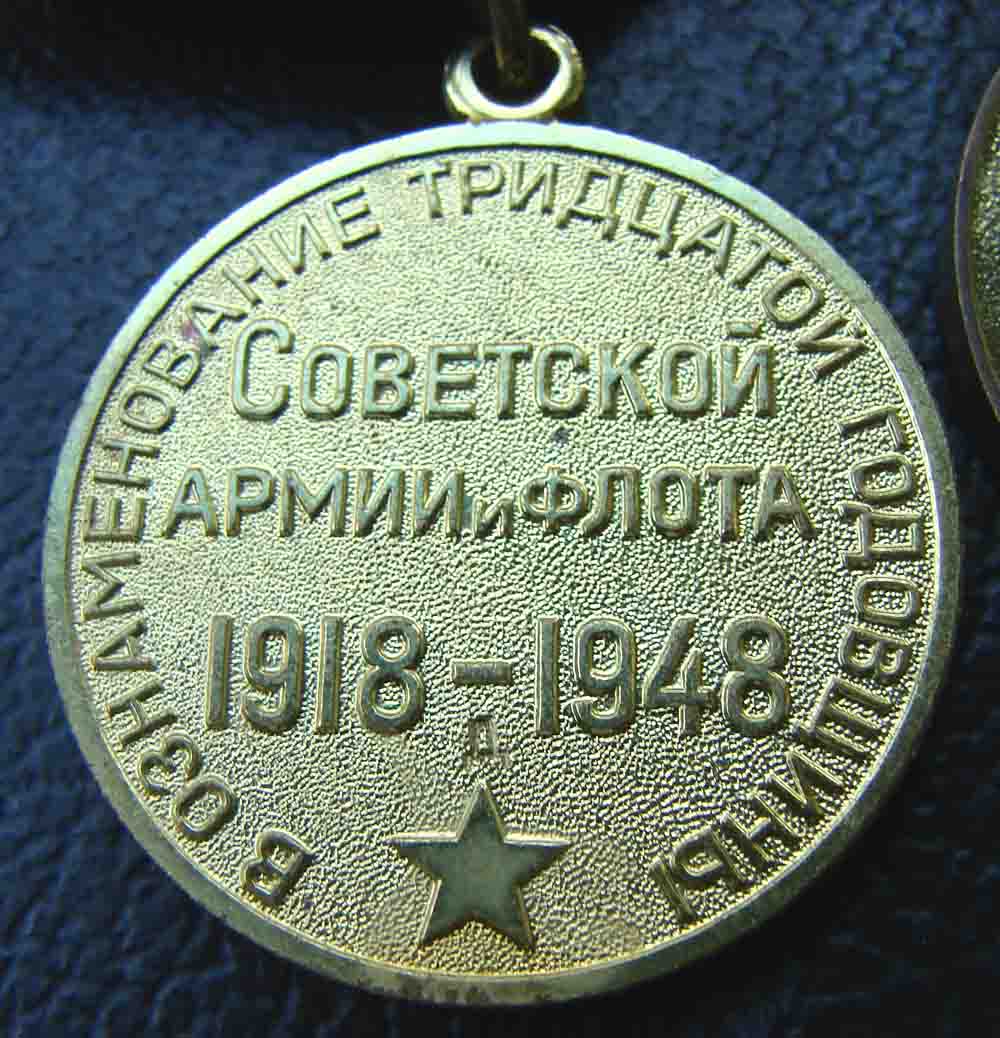 В ОЗНАМЕНОВАНИЕ ТРИДЦАТОЙ ГОДОВЩИНЫ
СОВЕТСКОЙ
АРМИИ и ФЛОТА
1918-1948
Д